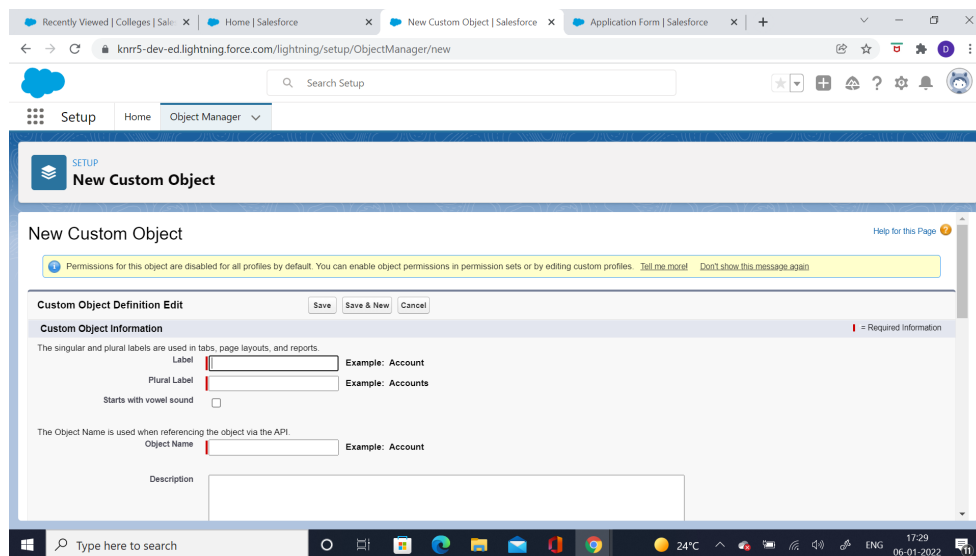 Recently Viewed | Colleges | Sale
Home | Salesforce
New Custom Object | Salesforce
Application Form | Salesforce
knrr5-dev-ed.lightning.force.com/lightning/setup/ObjectManager/new
D
Search Setup
Setup Home Object Manager
SETUP
New Custom Object
New Custom Object
Help for this Page ?
Permissions for this object are disabled for all profiles by default. You can enable object permissions in permission sets or by editing custom profiles. Tell me more! Don't show this message again
Custom Object Definition Edit Save Save & New Cancel
Custom Object Information = Required Information
The singular and plural labels are used in tabs, page layouts, and reports.
Label Example: Account
Plural Label Example: Accounts
Starts with vowel sound
The Object Name is used when referencing the object via the API.
Object Name Example: Account
Description
Type here to search
24°C
ENG
17:29
06-01-2022